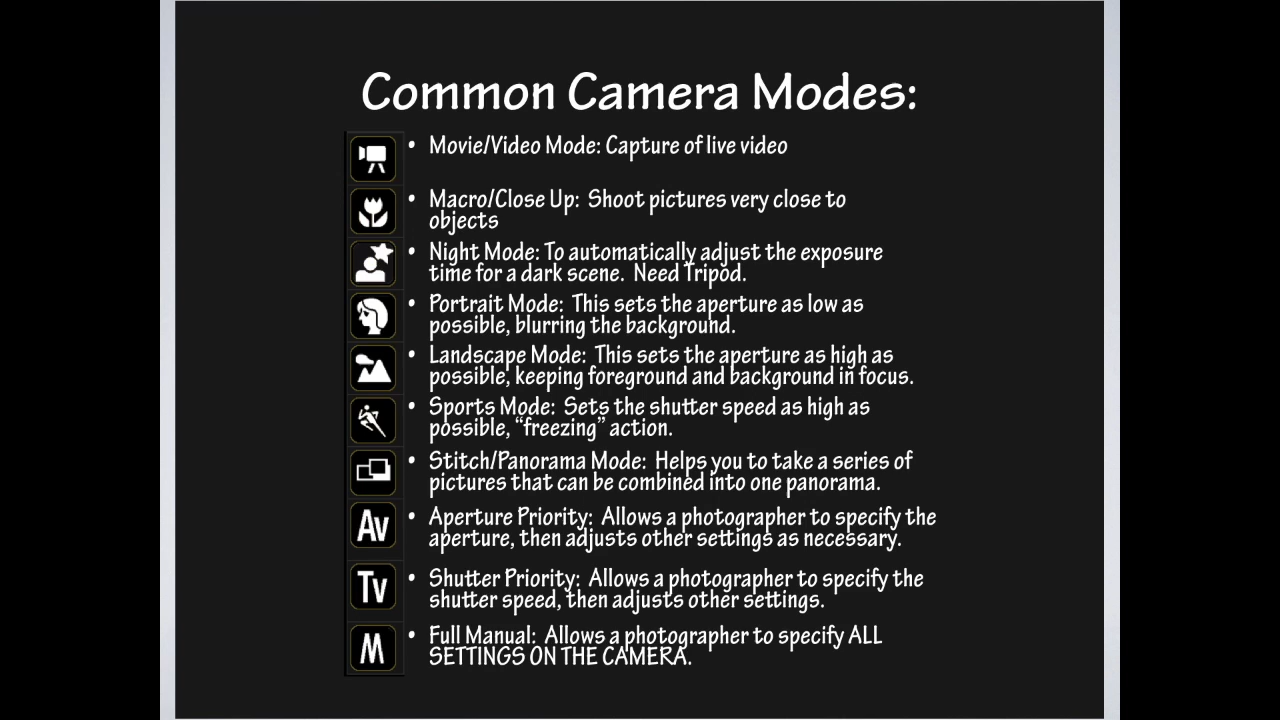 Common Camera Modes:
• Movie/Video Mode: Capture of live video
• Macro/Close Up: Shoot pictures very close to
objects
• Night Mode: To automatically adjust the exposure
time for a dark scene. Need Tripod.
• Portrait Mode: This sets the aperture as low as
possible, blurring the background.
• Landscape Mode: This sets the aperture as high as
possible, keeping foreground and background in focus.
• Sports Mode: Sets the shutter speed as high as
possible, “freezing” action.
• Stitch/Panorama Mode: Helps you to take a series of
pictures that can be combined into one panorama.
Av • Aperture Priority: Allows a photographer to specify the
aperture, then adjusts other settings as necessary.
Tv • Shutter Priority: Allows a photographer to specify the
shutter speed, then adjusts other settings.
M • Full Manual: Allows a photographer to specify ALL
SETTINGS ON THE CAMERA.